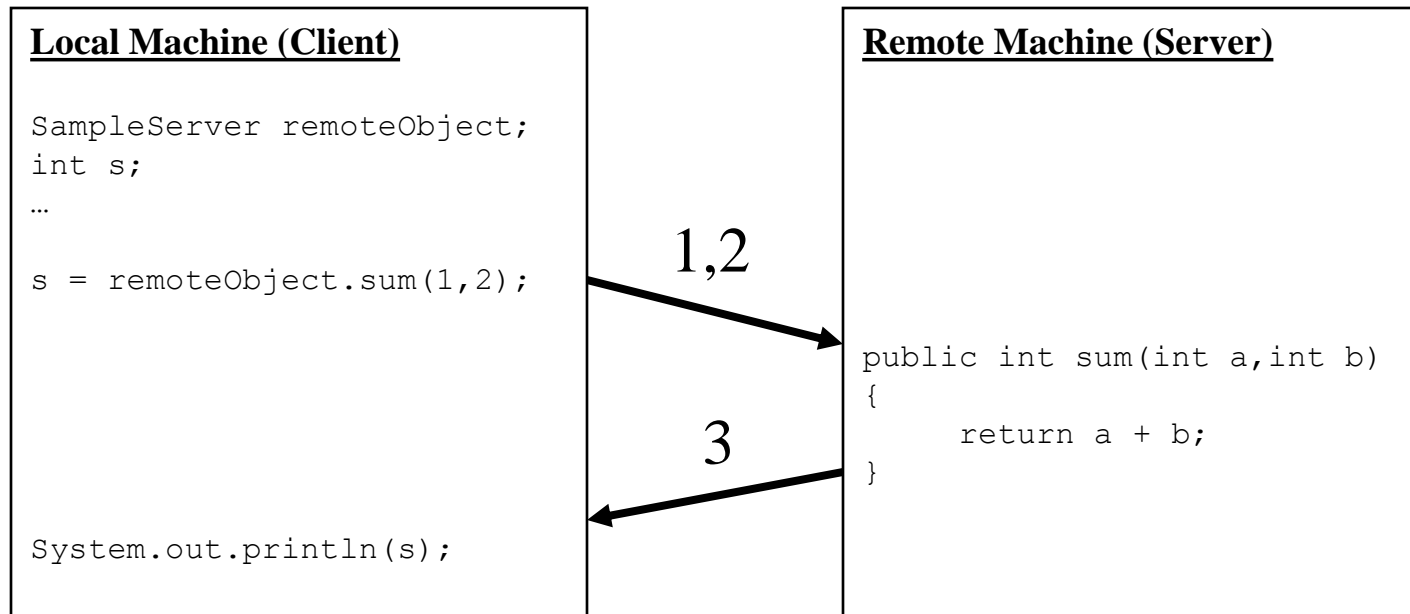 Local Machine (Client)
SampleServer remoteObject;
int s;
…
s = remoteObject.sum(1,2);
System.out.println(s);
1,2
3
Remote Machine (Server)
public int sum(int a,int b)
{
return a + b;
}